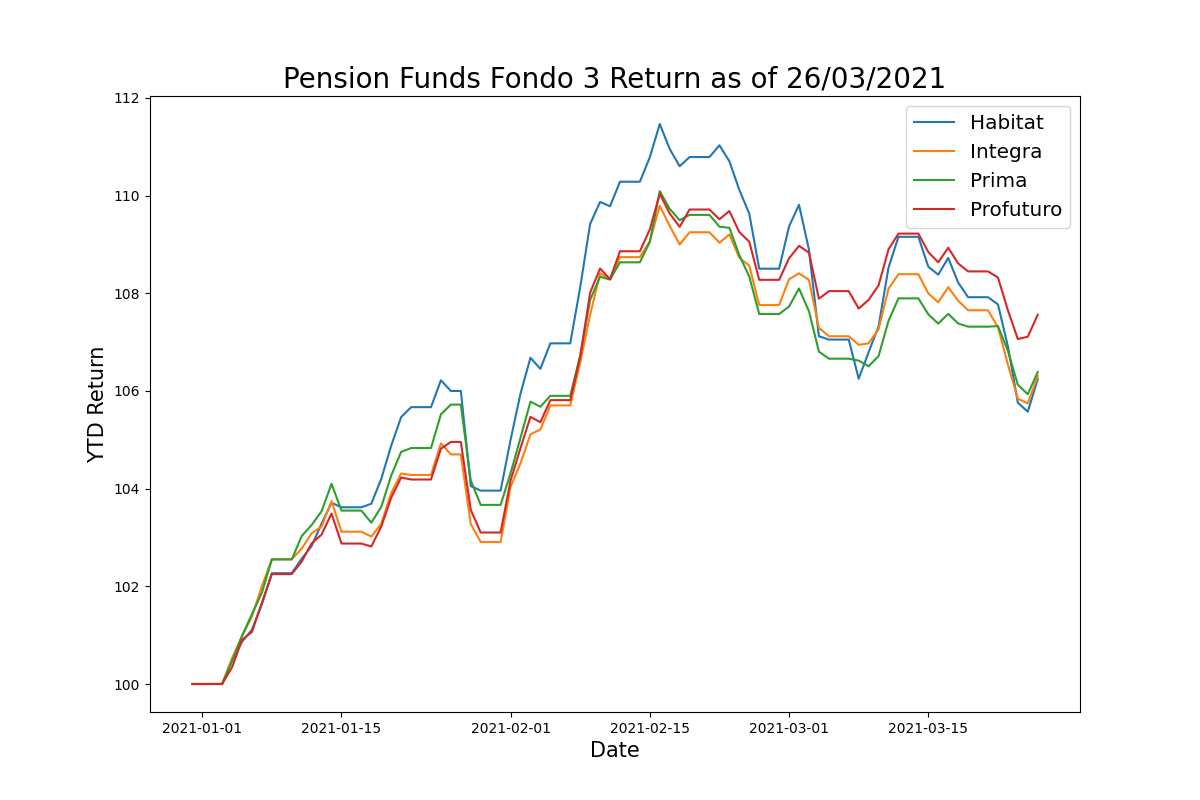 Pension Funds Fondo 3 Return as of 26/03/2021
112
110
108
106
104
102
100
YTD Return
Habitat
Integra
Prima
Profuturo
2021-01-01 2021-01-15 2021-02-01 2021-02-15 2021-03-01 2021-03-15
Date